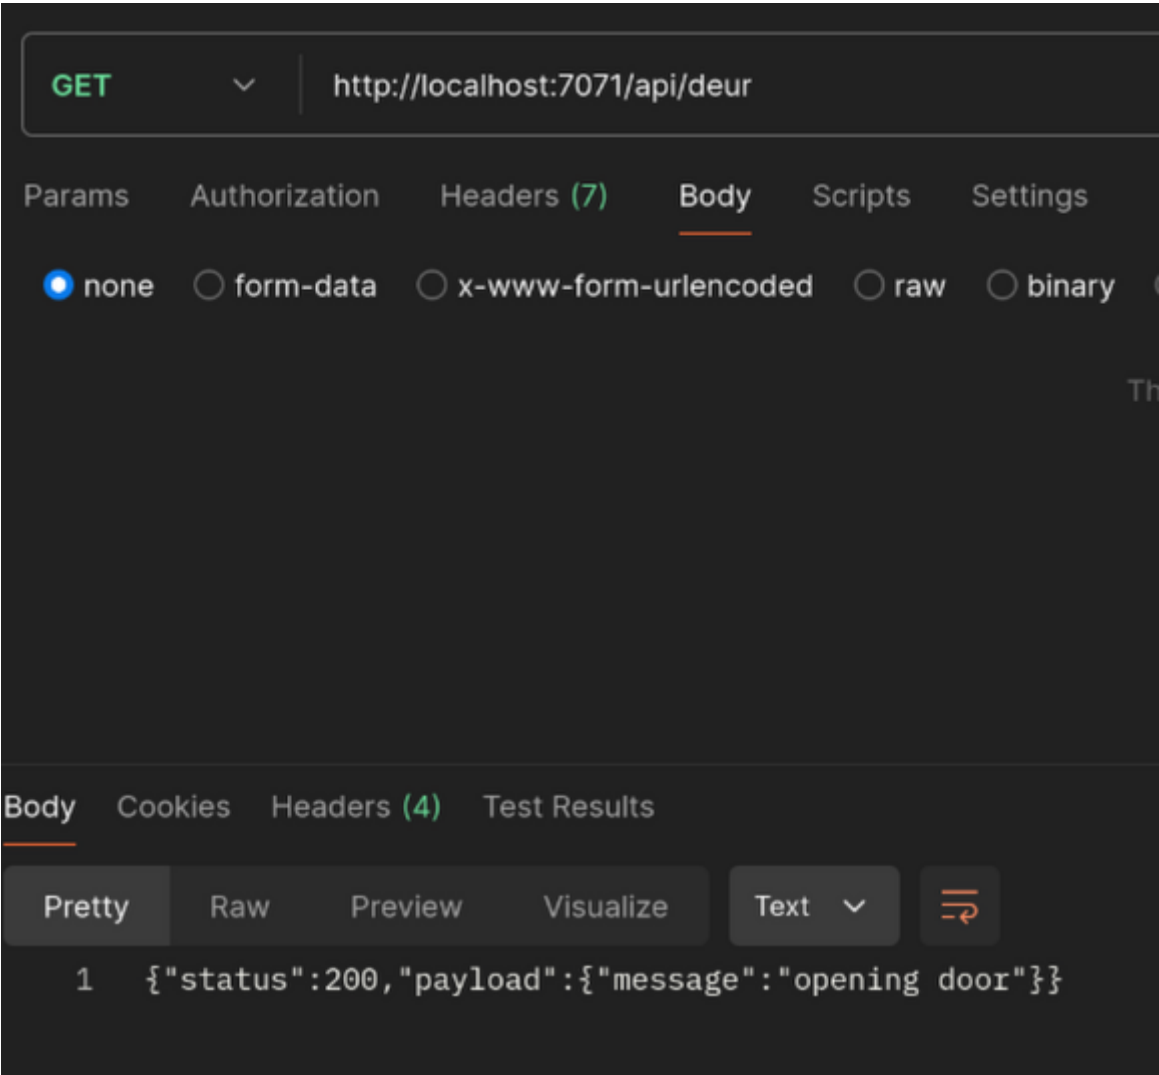 GET http://localhost:7071/api/deur
Params Authorization Headers (7) Body Scripts Settings
none form-data x-www-form-urlencoded raw binary
Body Cookies Headers (4) Test Results
Pretty Raw Preview Visualize Text
1 {"status":200,"payload":{"message":"opening door"}}